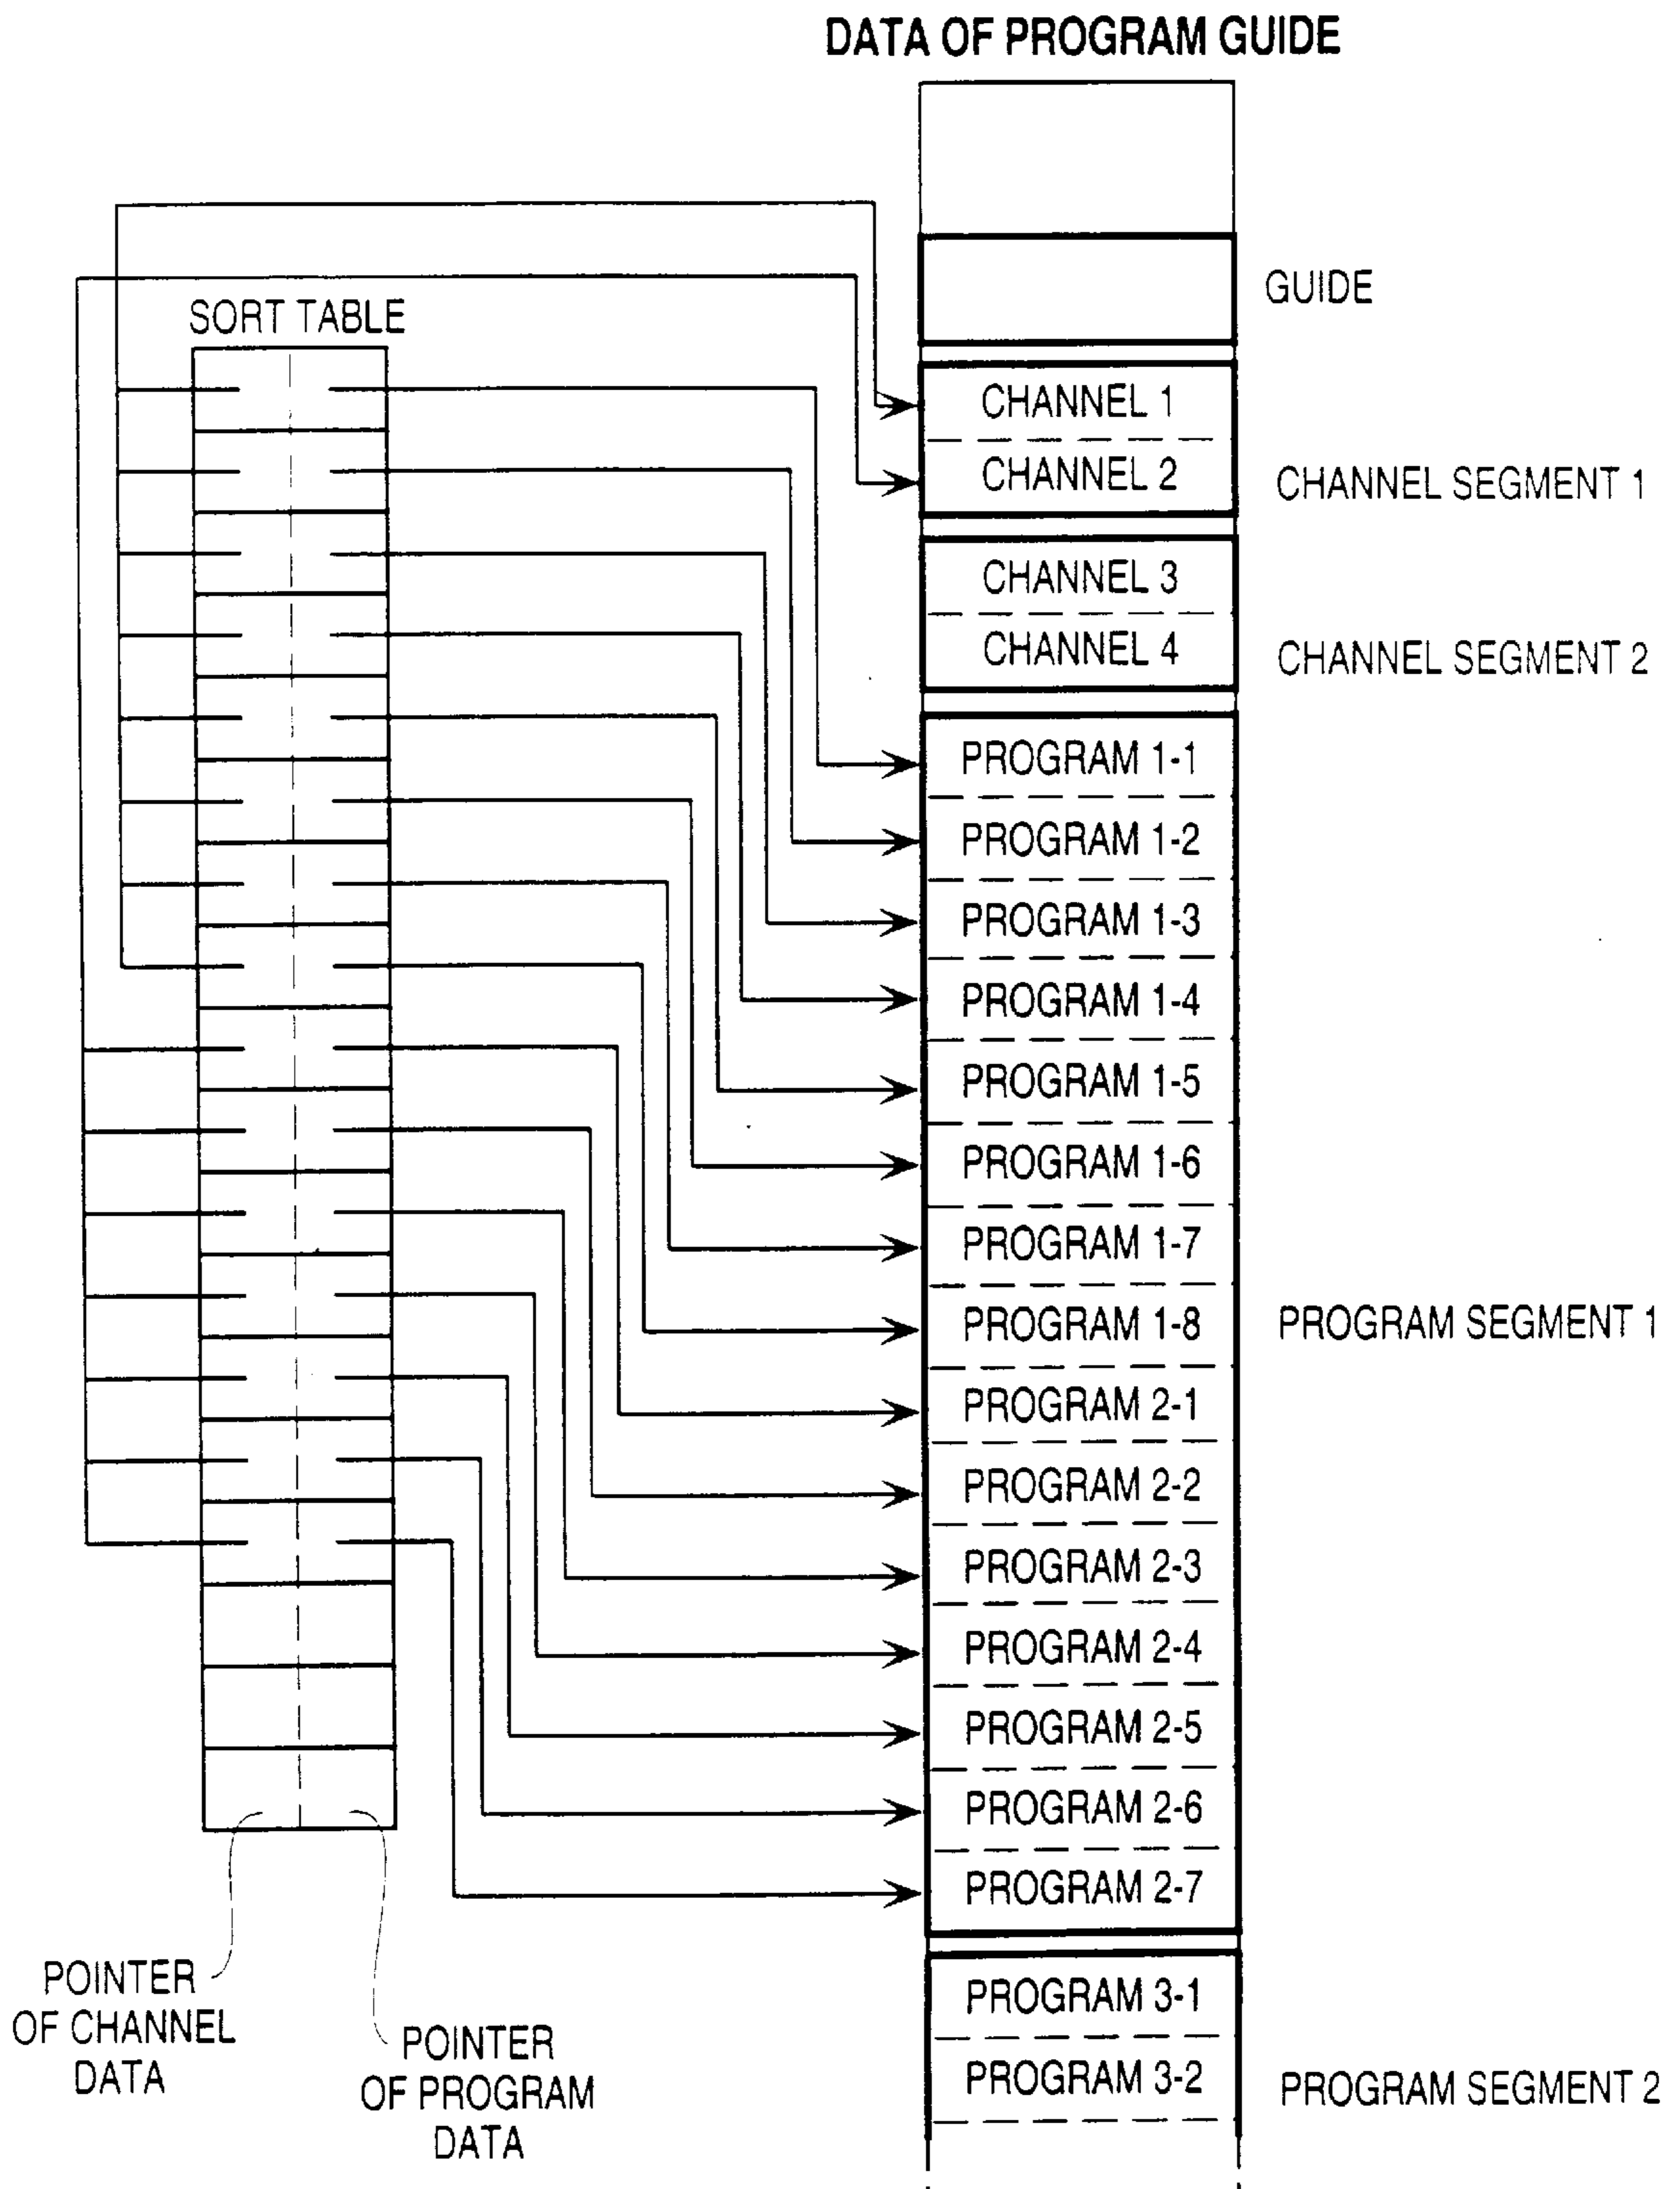 DATA OF PROGRAM GUIDE
GUIDE
SORT TABLE
CHANNEL 1
CHANNEL 2
CHANNEL SEGMENT 1
CHANNEL 3
CHANNEL 4
CHANNEL SEGMENT 2
PROGRAM 1-1
PROGRAM 1-2
PROGRAM 1-3
PROGRAM 1-4
PROGRAM 1-5
PROGRAM 1-6
PROGRAM 1-7
PROGRAM 1-8
PROGRAM SEGMENT 1
PROGRAM 2-1
PROGRAM 2-2
PROGRAM 2-3
PROGRAM 2-4
PROGRAM 2-5
PROGRAM 2-6
PROGRAM 2-7
POINTER
OF CHANNEL
DATA
POINTER
OF PROGRAM
DATA
PROGRAM 3-1
PROGRAM 3-2
PROGRAM SEGMENT 2